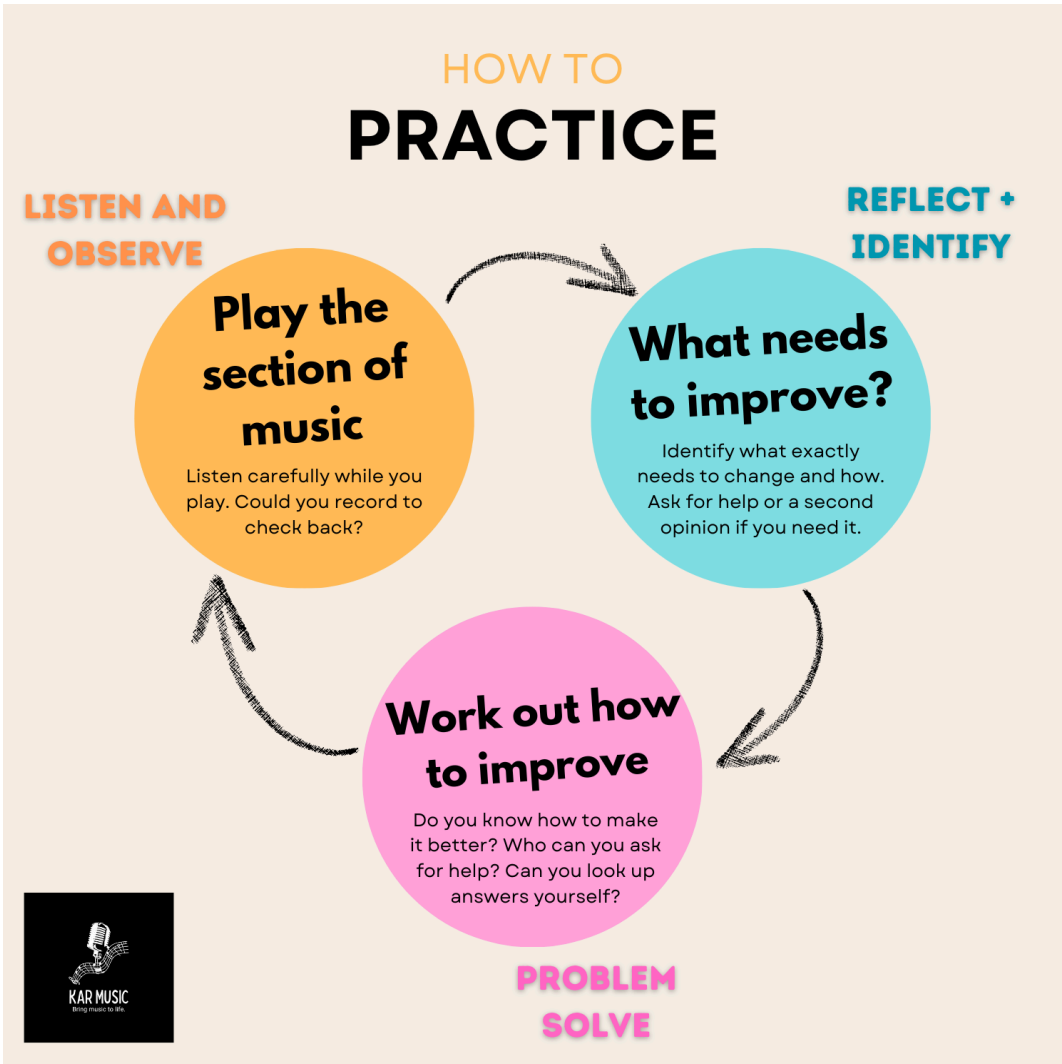 HOW TO
PRACTICE
LISTEN AND
OBSERVE
Play the
section of
music
Listen carefully while you
play. Could you record to
check back?
REFLECT +
IDENTIFY
What needs
to improve?
Identify what exactly
needs to change and how.
Ask for help or a second
opinion if you need it.
Work out how
to improve
Do you know how to make
it better? Who can you ask
for help? Can you look up
answers yourself?
PROBLEM
SOLVE
KAR MUSIC
Bring music to life.